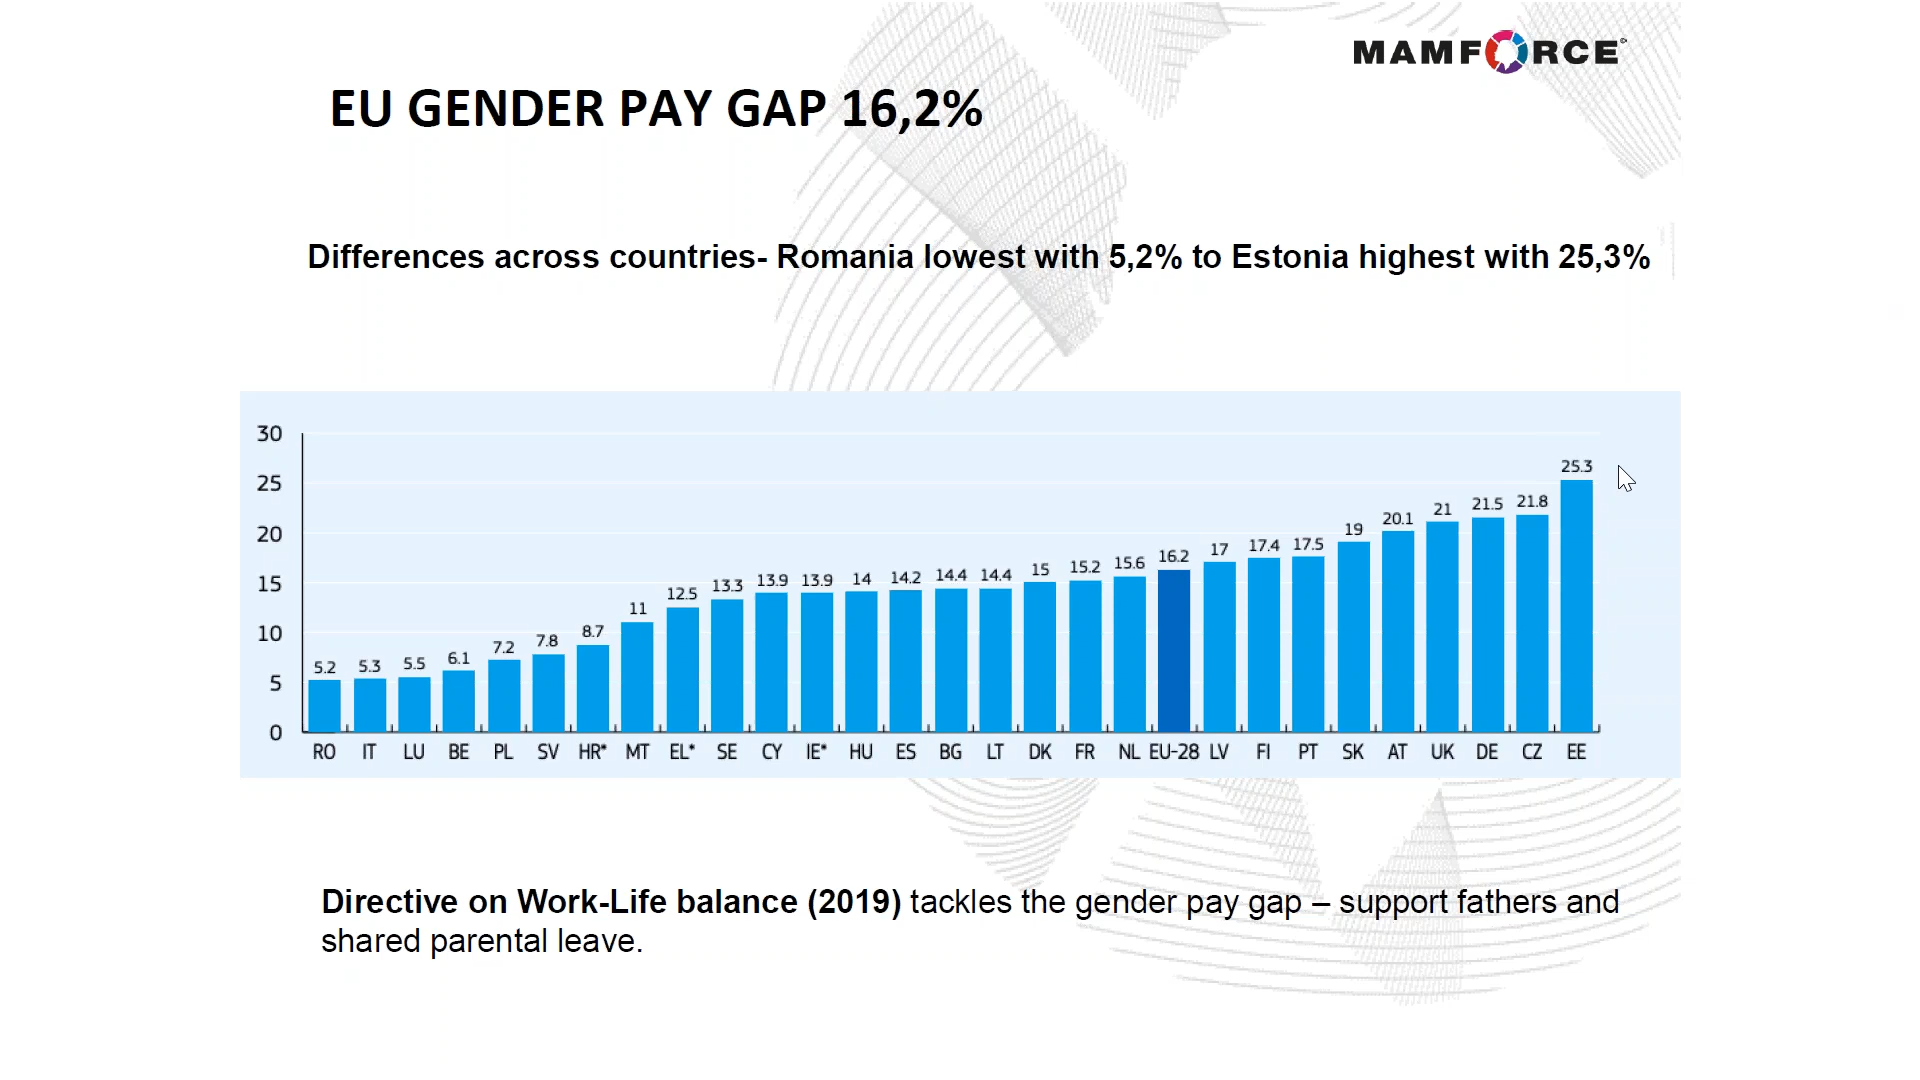 MAMFORCE©
EU GENDER PAY GAP 16,2%
Differences across countries- Romania lowest with 5,2% to Estonia highest with 25,3%
30
25
20
15
10
5
0
5.2 5.3 5.5 6.1 7.2 7.8 8.7 11 12.5 13.3 13.9 13.9 14 14.2 14.4 14.4 15 15.2 15.6 16.2 17 17.4 17.5 19 20.1 21 21.5 21.8 25.3
RO IT LU BE PL SV HR* MT EL* SE CY IE* HU ES BG LT DK FR NL EU-28 LV FI PT SK AT UK DE CZ EE
Directive on Work-Life balance (2019) tackles the gender pay gap – support fathers and
shared parental leave.